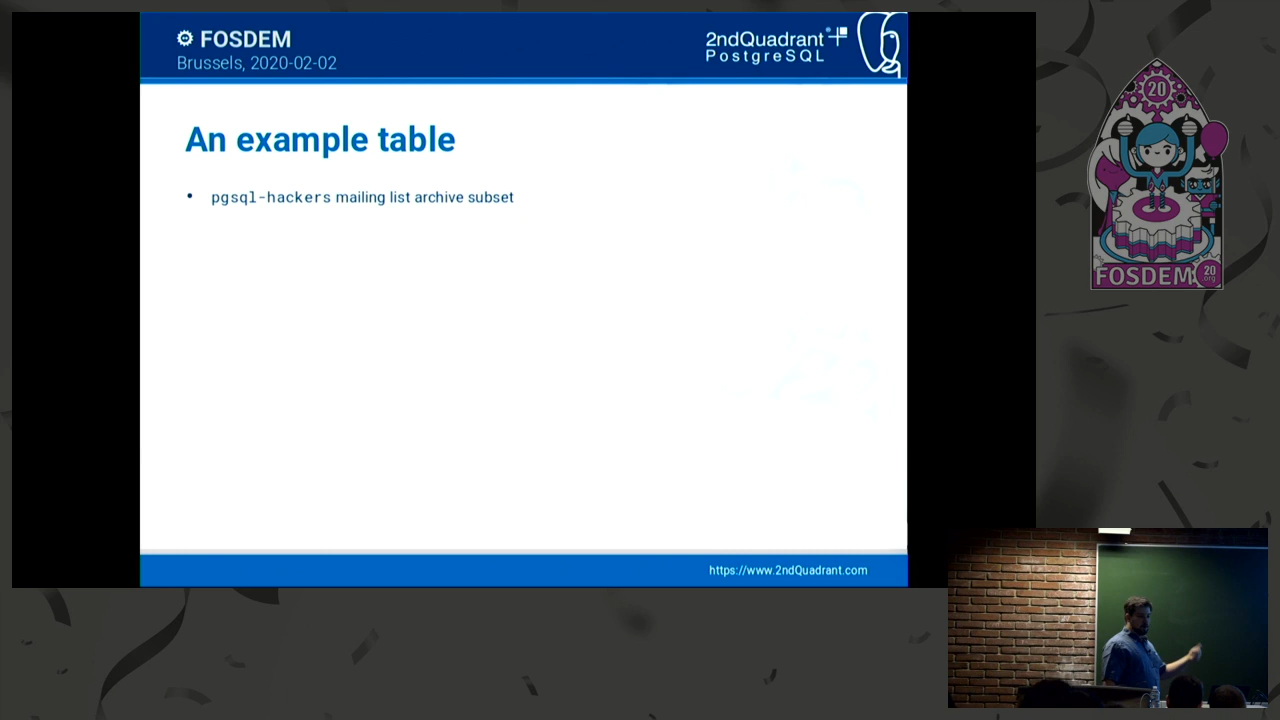 FOSDEM
Brussels, 2020-02-02
2ndQuadrant
PostgreSQL
An example table
• pgsql-hackers mailing list archive subset
https://www.2ndQuadrant.com
20
FOSDEM
20
org